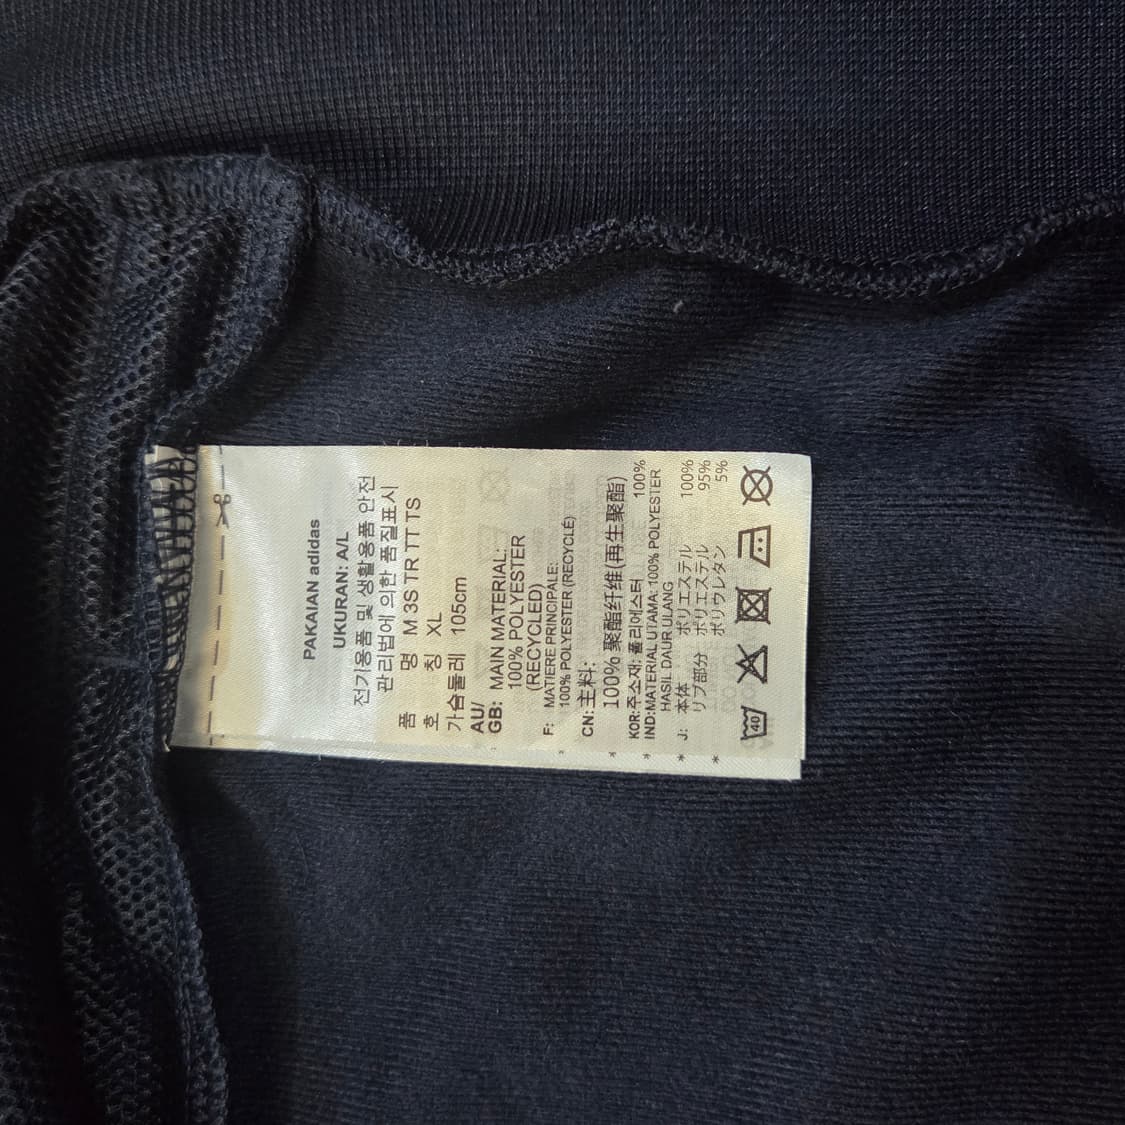 PAKAIAN adidas
UKURAN: A/L
전기용품 및 생활용품 안전
관리법에 의한 품질표시
품 명 M 3S TR TT TS
호 칭 XL
가슴둘레 105cm
AU/
GB: MAIN MATERIAL:
100% POLYESTER
(RECYCLED)
F: MATIERE PRINCIPALE:
100% POLYESTER (RECYCLÉ)
CN: 主料:
100% 聚酯纤维(再生聚酯)
KOR: 주소재: 폴리에스터 100%
IND: MATERIAL UTAMA: 100% POLYESTER
HASIL DAUR ULANG
J: 本体 ポリエステル 100%
リブ部分 ポリエステル 95%
ポリウレタン 5%
40